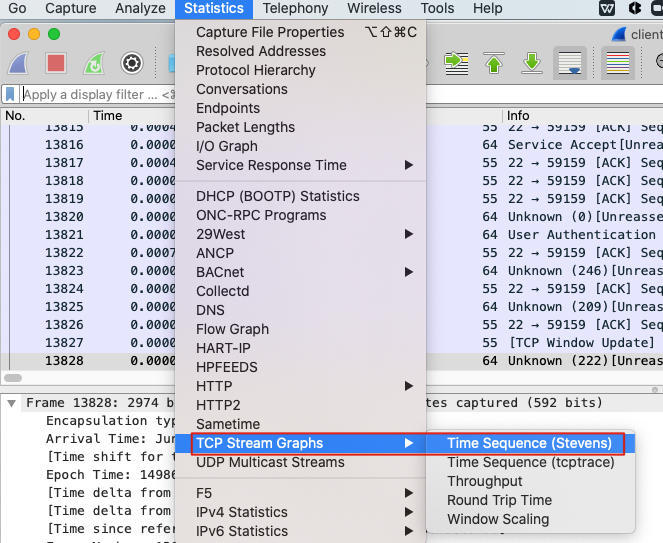 Go Capture Analyze Statistics Telephony Wireless Tools Help
client
Apply a display filter … <⌘
No. Time Info
Capture File Properties ⌥⇧⌘C
Resolved Addresses
Protocol Hierarchy
Conversations
Endpoints
Packet Lengths
I/O Graph
Service Response Time
DHCP (BOOTP) Statistics
ONC-RPC Programs
29West
ANCP
BACnet
Collectd
DNS
Flow Graph
HART-IP
HPFEEDS
HTTP
HTTP2
Sametime
TCP Stream Graphs
UDP Multicast Streams
F5
IPv4 Statistics
IPv6 Statistics
Time Sequence (Stevens)
Time Sequence (tcptrace)
Throughput
Round Trip Time
Window Scaling
13815 0.0004 55 22 → 59159 [ACK] Seq
13816 0.0000 64 Service Accept[Unrea
13817 0.0004 55 22 → 59159 [ACK] Seq
13818 0.0000 55 22 → 59159 [ACK] Seq
13819 0.0000 55 22 → 59159 [ACK] Seq
13820 0.0000 64 Unknown (0)[Unreasse
13821 0.0000 64 User Authentication
13822 0.0007 55 22 → 59159 [ACK] Seq
13823 0.0000 64 Unknown (246)[Unreas
13824 0.0000 55 22 → 59159 [ACK] Seq
13825 0.0000 64 Unknown (209)[Unreas
13826 0.0000 55 22 → 59159 [ACK] Seq
13827 0.0000 55 [TCP Window Update]
13828 0.0000 64 Unknown (222)[Unreas
Frame 13828: 2974 b tes captured (592 bits)
Encapsulation typ
Arrival Time: Jun
[Time shift for t
Epoch Time: 14986
[Time delta from
[Time delta from
[Time since refer